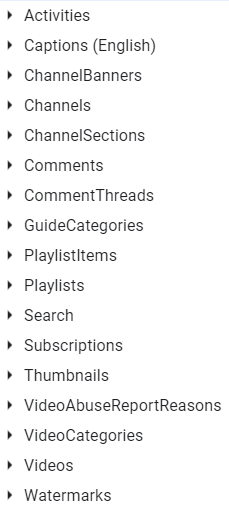 Activities
Captions (English)
ChannelBanners
Channels
ChannelSections
Comments
CommentThreads
GuideCategories
PlaylistItems
Playlists
Search
Subscriptions
Thumbnails
VideoAbuseReportReasons
VideoCategories
Videos
Watermarks